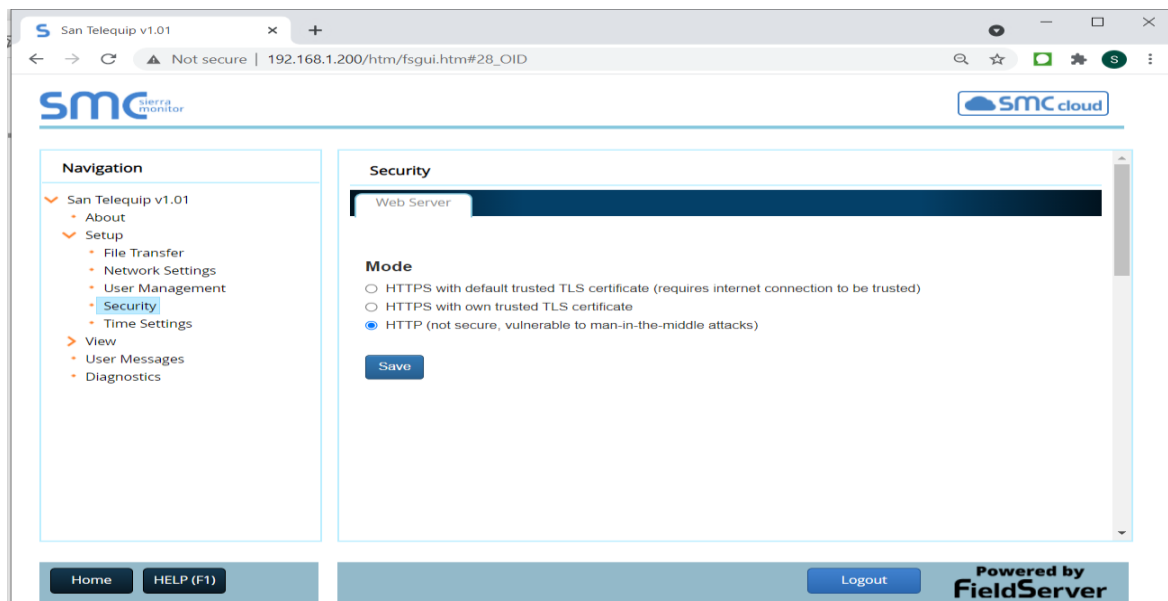 San Telequip v1.01
Not secure | 192.168.1.200/htm/fsgui.htm#28_OID
S
smc sierra monitor
SMC cloud
Navigation
San Telequip v1.01
About
Setup
File Transfer
Network Settings
User Management
Security
Time Settings
View
User Messages
Diagnostics
Security
Web Server
Mode
HTTPS with default trusted TLS certificate (requires internet connection to be trusted)
HTTPS with own trusted TLS certificate
HTTP (not secure, vulnerable to man-in-the-middle attacks)
Save
Home
HELP (F1)
Logout
Powered by
FieldServer